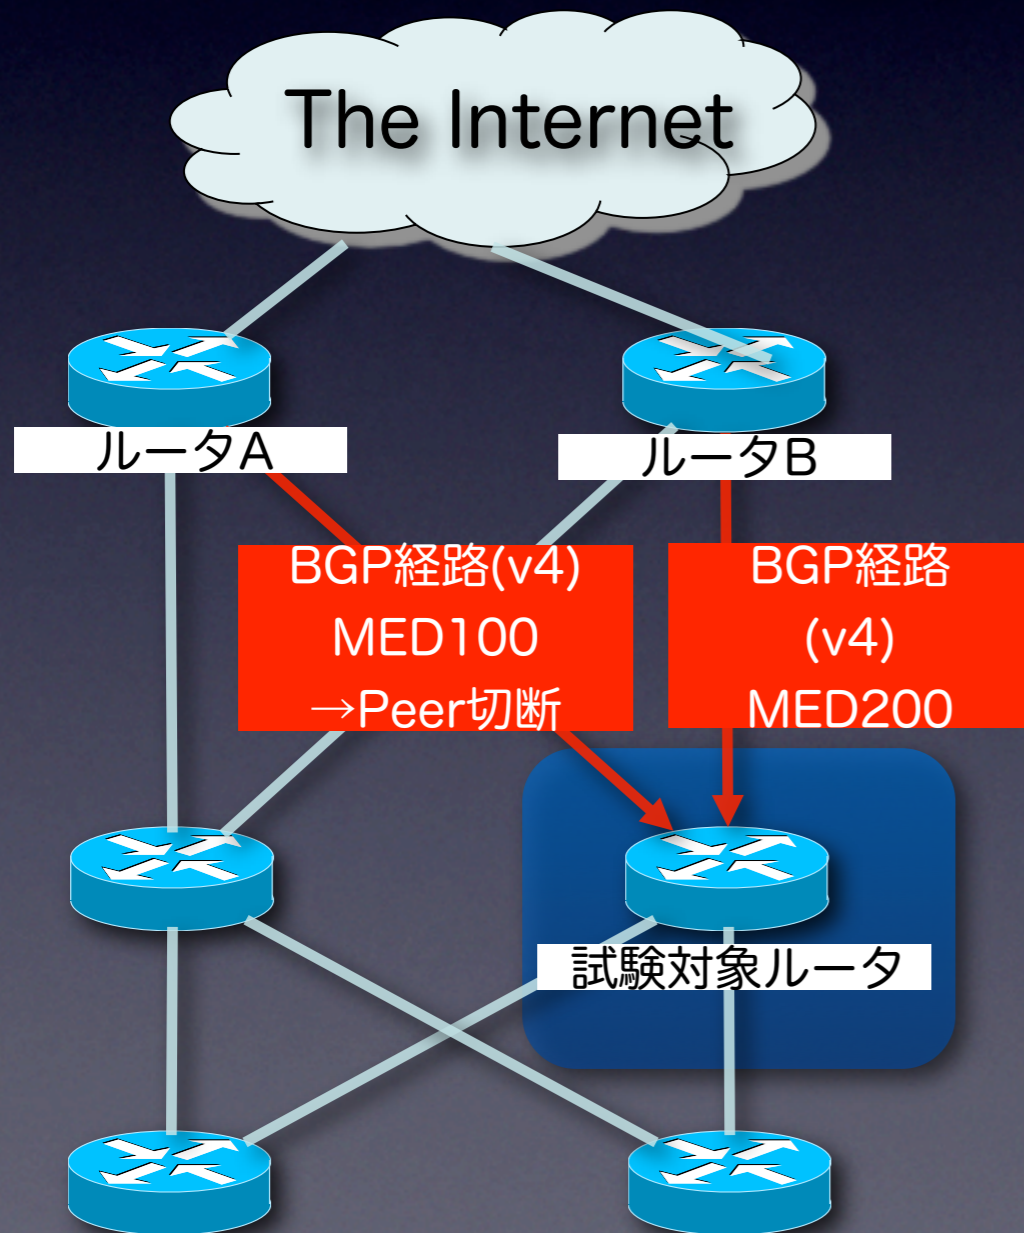 The Internet
ルータA
ルータB
BGP経路(v4)
MED100
→Peer切断
BGP経路
(v4)
MED200
試験対象ルータ